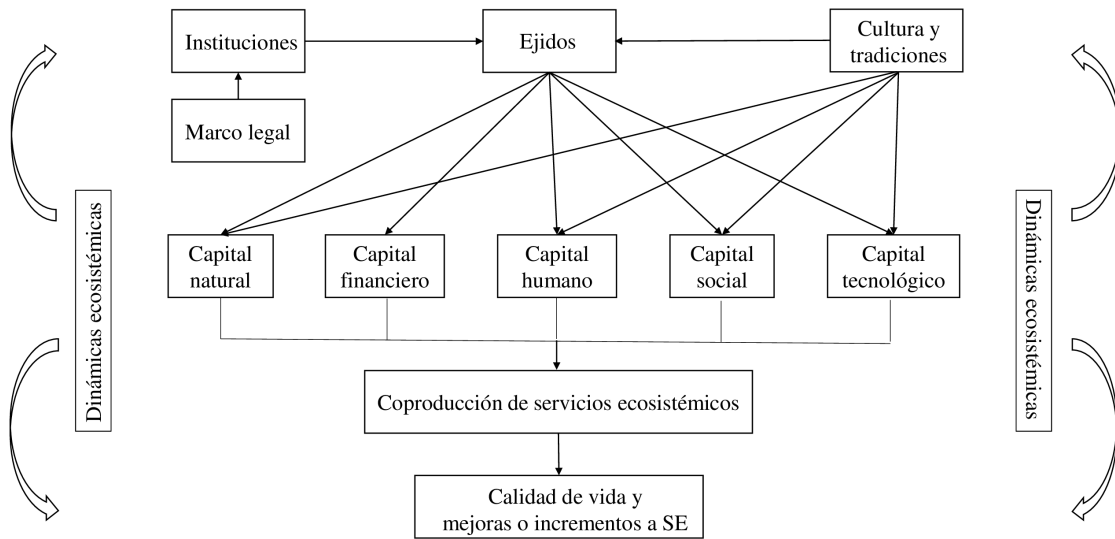 Instituciones
Ejidos
Cultura y
tradiciones
Marco legal
Dinámicas ecosistémicas
Dinámicas ecosistémicas
Capital
natural
Capital
financiero
Capital
humano
Capital
social
Capital
tecnológico
Coproducción de servicios ecosistémicos
Calidad de vida y
mejoras o incrementos a SE